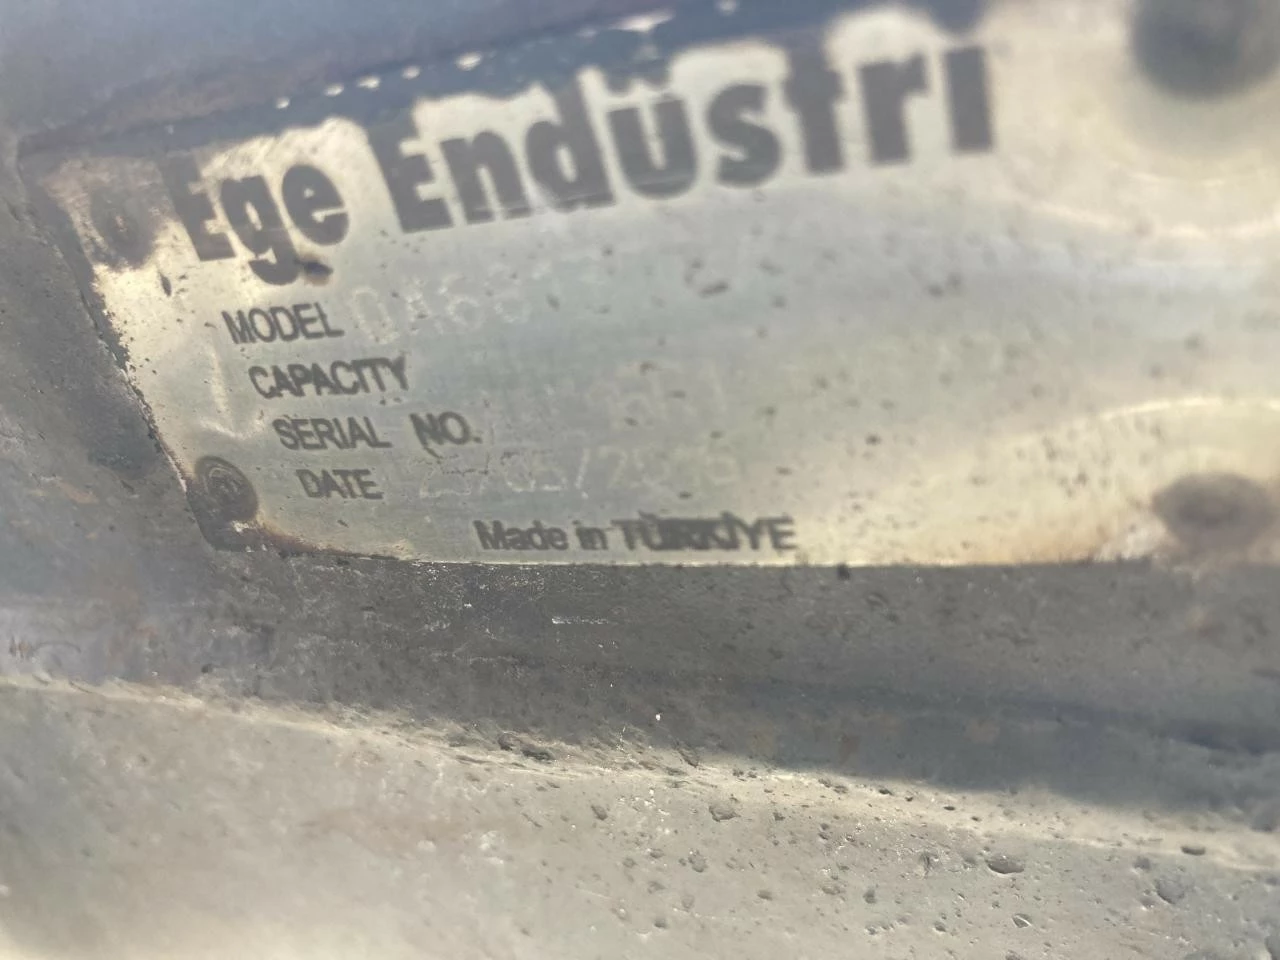 Ege Endüstri
MODEL
CAPACITY
SERIAL NO.
DATE
Made in TÜRKİYE